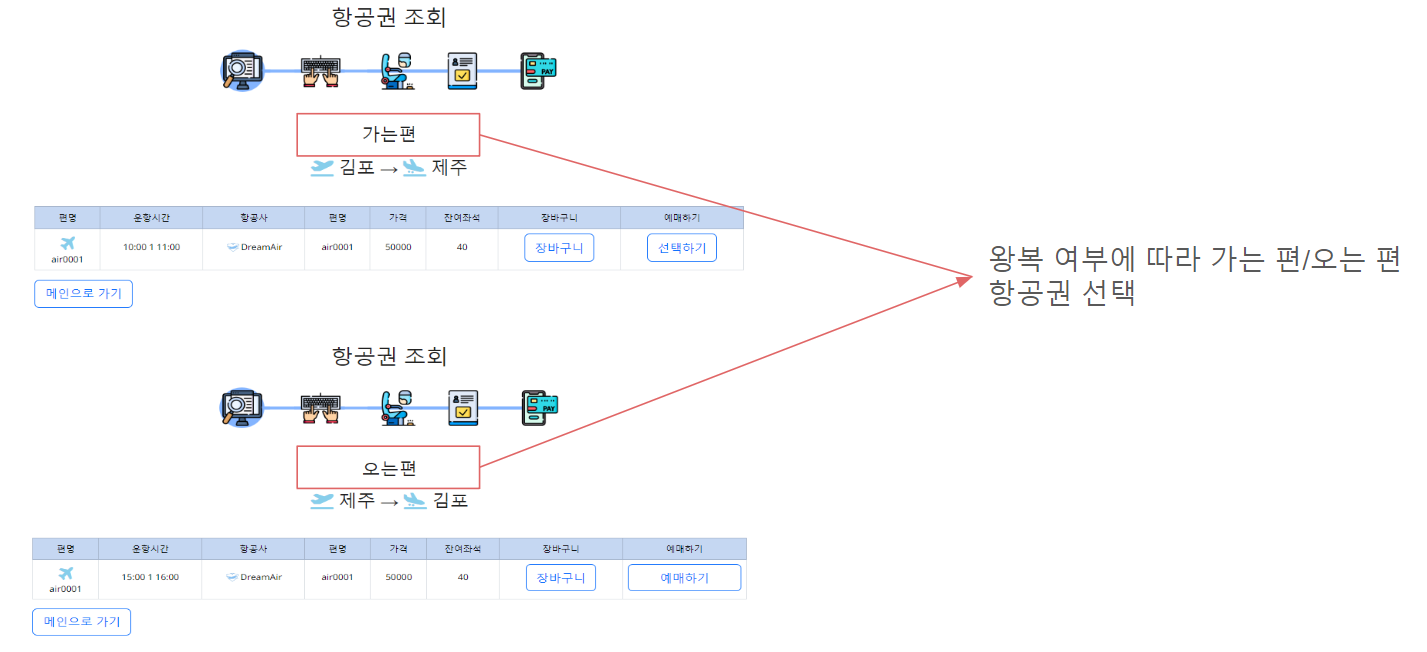 항공권 조회
PAY
가는편
김포 → 제주
편명 운항시간 항공사 편명 가격 잔여좌석 장바구니 예매하기
air0001 10:00 1 11:00 DreamAir air0001 50000 40 장바구니 선택하기
메인으로 가기
왕복 여부에 따라 가는 편/오는 편
항공권 선택
항공권 조회
PAY
오는편
제주 → 김포
편명 운항시간 항공사 편명 가격 잔여좌석 장바구니 예매하기
air0001 15:00 1 16:00 DreamAir air0001 50000 40 장바구니 예매하기
메인으로 가기